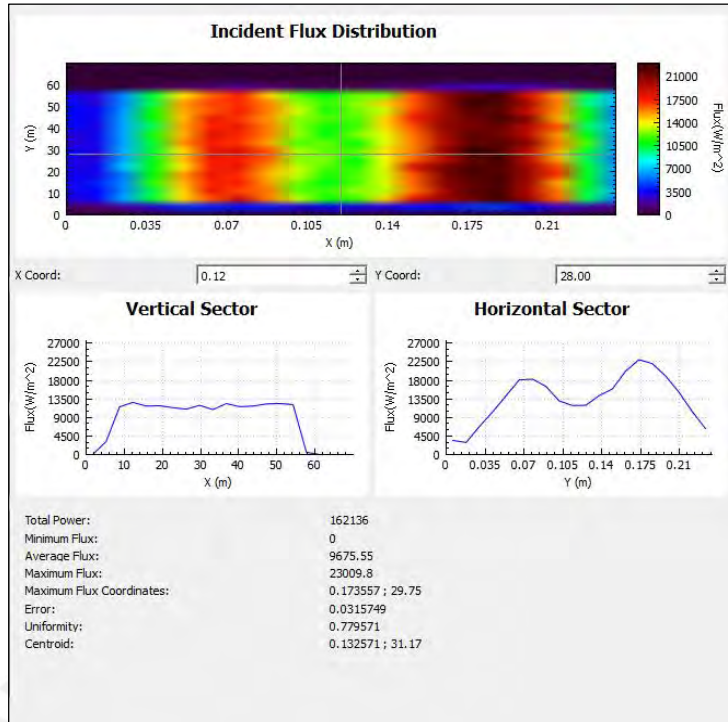 Incident Flux Distribution
60
50
40
30
20
10
0
Y (m)
0 0.035 0.07 0.105 0.14 0.175 0.21
X (m)
21000
17500
14000
10500
7000
3500
0
Flux(W/m^2)
X Coord: 0.12 Y Coord: 28.00
Vertical Sector
27000
22500
18000
13500
9000
4500
0
Flux(W/m^2)
0 10 20 30 40 50 60
X (m)
Horizontal Sector
27000
22500
18000
13500
9000
4500
0
Flux(W/m^2)
0 0.035 0.07 0.105 0.14 0.175 0.21
Y (m)
Total Power: 162136
Minimum Flux: 0
Average Flux: 9675.55
Maximum Flux: 23009.8
Maximum Flux Coordinates: 0.173557 ; 29.75
Error: 0.0315749
Uniformity: 0.779571
Centroid: 0.132571 ; 31.17